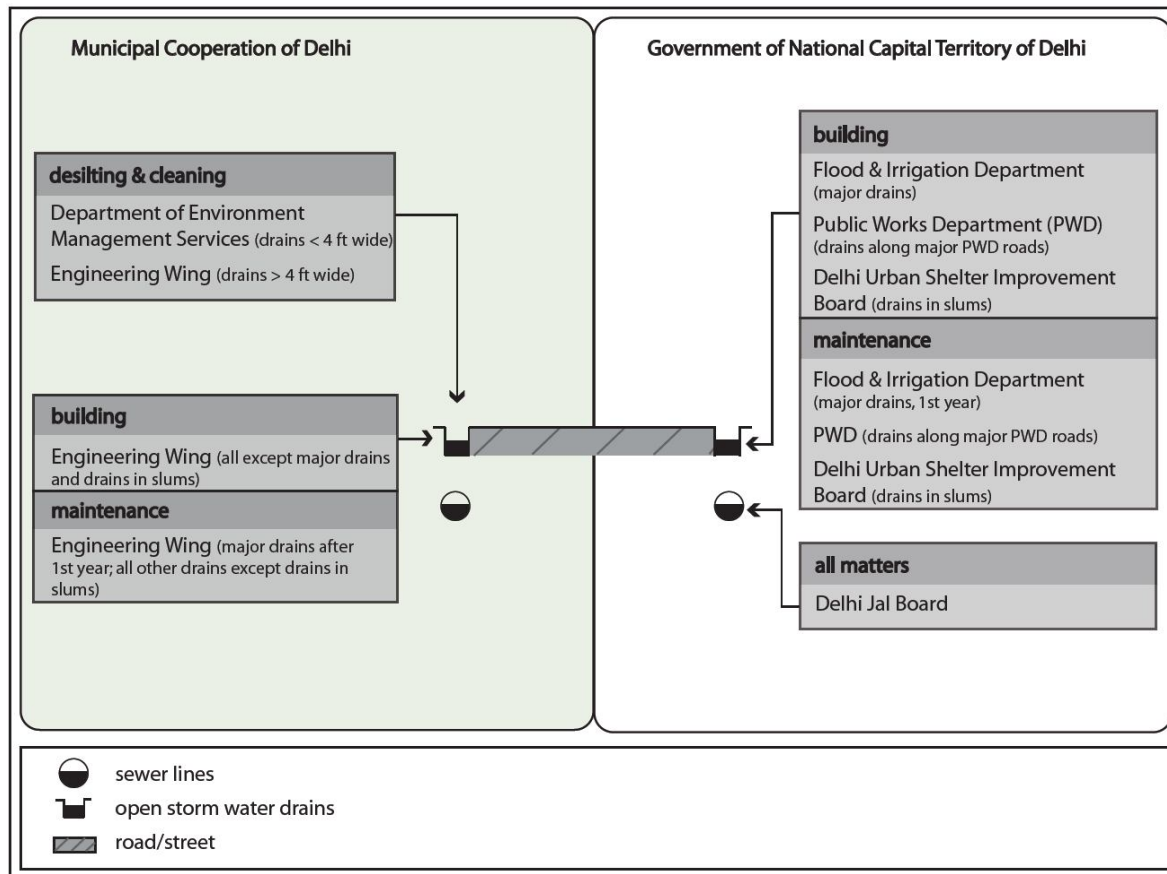 Municipal Cooperation of Delhi
desilting & cleaning
Department of Environment
Management Services (drains < 4 ft wide)
Engineering Wing (drains > 4 ft wide)
building
Engineering Wing (all except major drains
and drains in slums)
maintenance
Engineering Wing (major drains after
1st year; all other drains except drains in
slums)
Government of National Capital Territory of Delhi
building
Flood & Irrigation Department
(major drains)
Public Works Department (PWD)
(drains along major PWD roads)
Delhi Urban Shelter Improvement
Board (drains in slums)
maintenance
Flood & Irrigation Department
(major drains, 1st year)
PWD (drains along major PWD roads)
Delhi Urban Shelter Improvement
Board (drains in slums)
all matters
Delhi Jal Board
sewer lines
open storm water drains
road/street